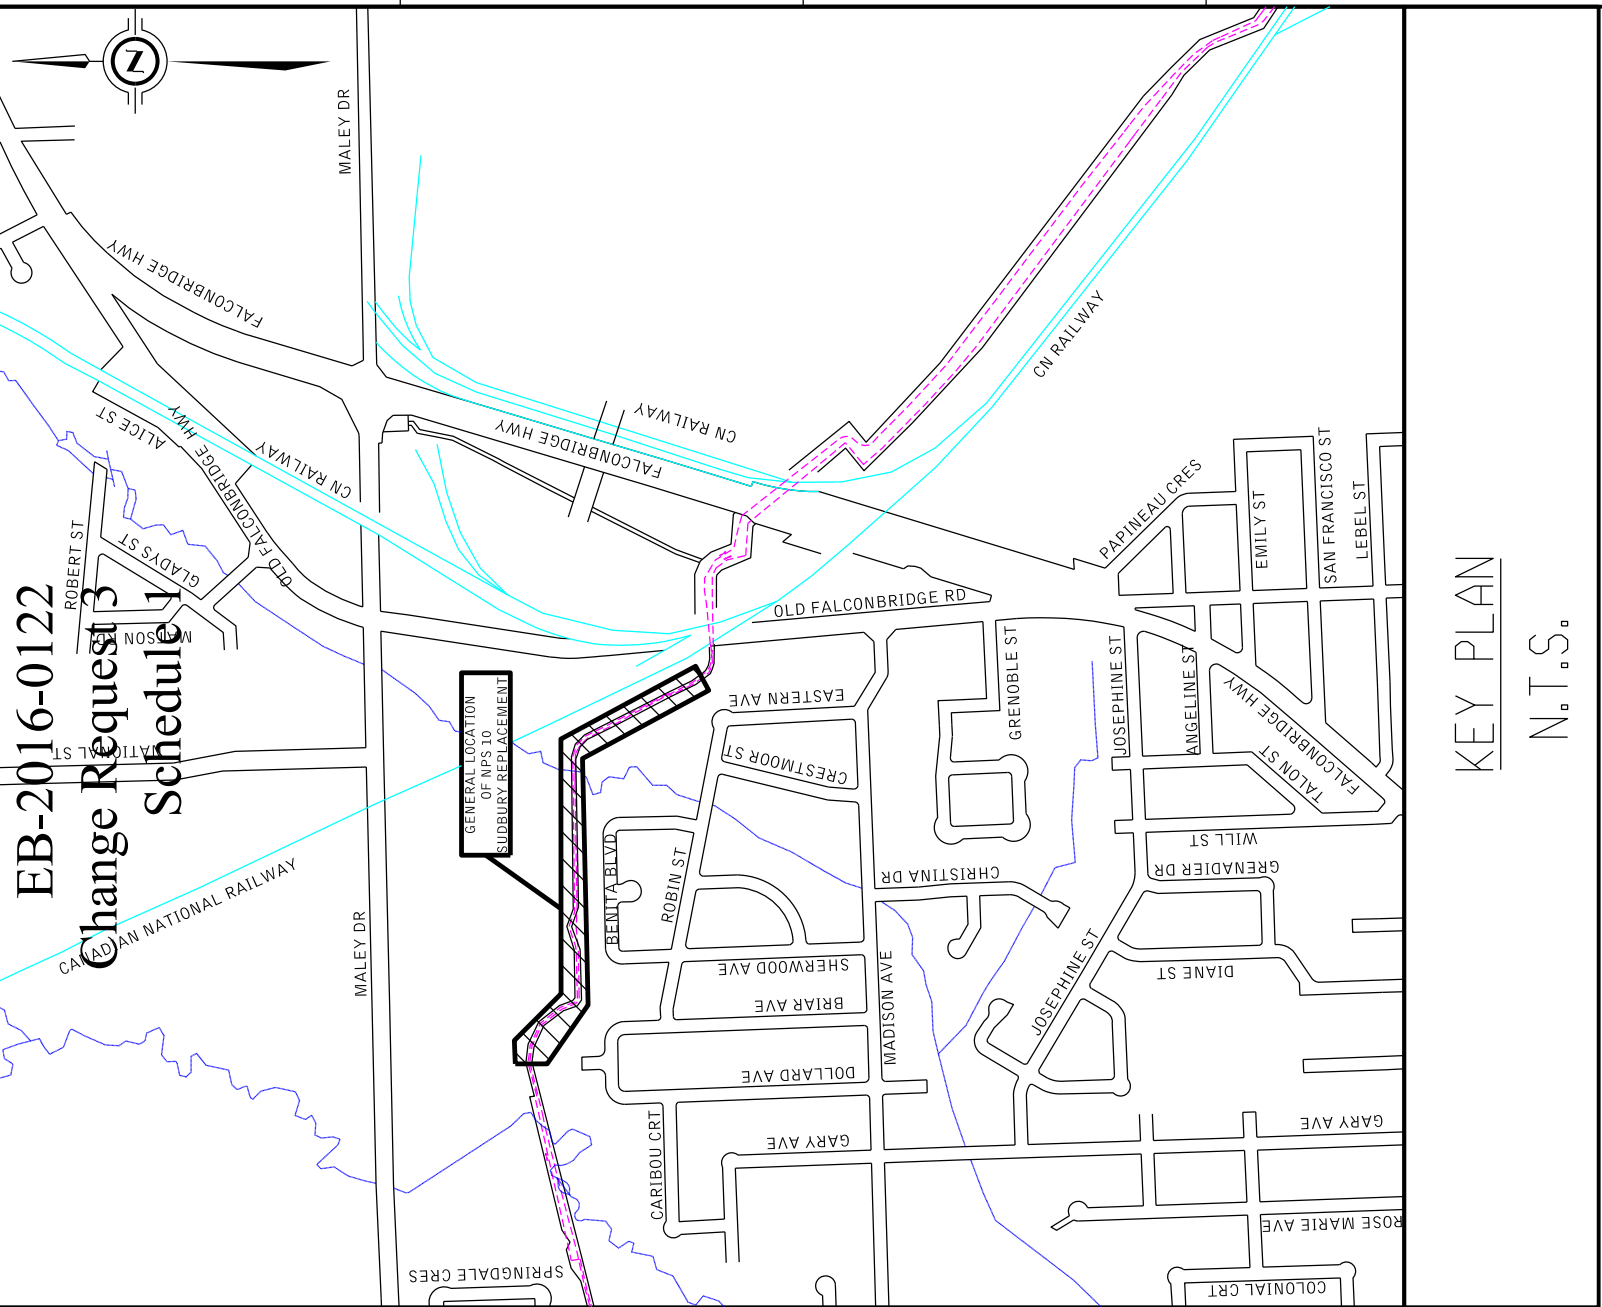 EB-2016-0122
Change Request 3
Schedule 1
N
MALEY DR
FALCONBRIDGE HWY
CN RAILWAY
ALICE ST
HWY
CN RAILWAY
FALCONBRIDGE HWY
CN RAILWAY
OLD FALCONBRIDGE HWY
ROBERT ST
GLADYS ST
MATSON RD
NATIONAL ST
OLD FALCONBRIDGE RD
PAPINEAU CRES
EMILY ST
SAN FRANCISCO ST
LEBEL ST
GENERAL LOCATION
OF NPS 10
SUDBURY REPLACEMENT
EASTERN AVE
CRESTMOOR ST
GRENOBLE ST
JOSEPHINE ST
ANGELINE ST
FALCONBRIDGE HWY
TALON ST
WILL ST
GRENADIER DR
CHRISTINA DR
BENITA BLVD
ROBIN ST
CANADIAN NATIONAL RAILWAY
MALEY DR
SHERWOOD AVE
BRIAR AVE
MADISON AVE
JOSEPHINE ST
DIANE ST
DOLLARD AVE
CARIBOU CRT
GARY AVE
GARY AVE
ROSE MARIE AVE
SPRINGDALE CRES
COLONIAL CRT
KEY PLAN
N.T.S.